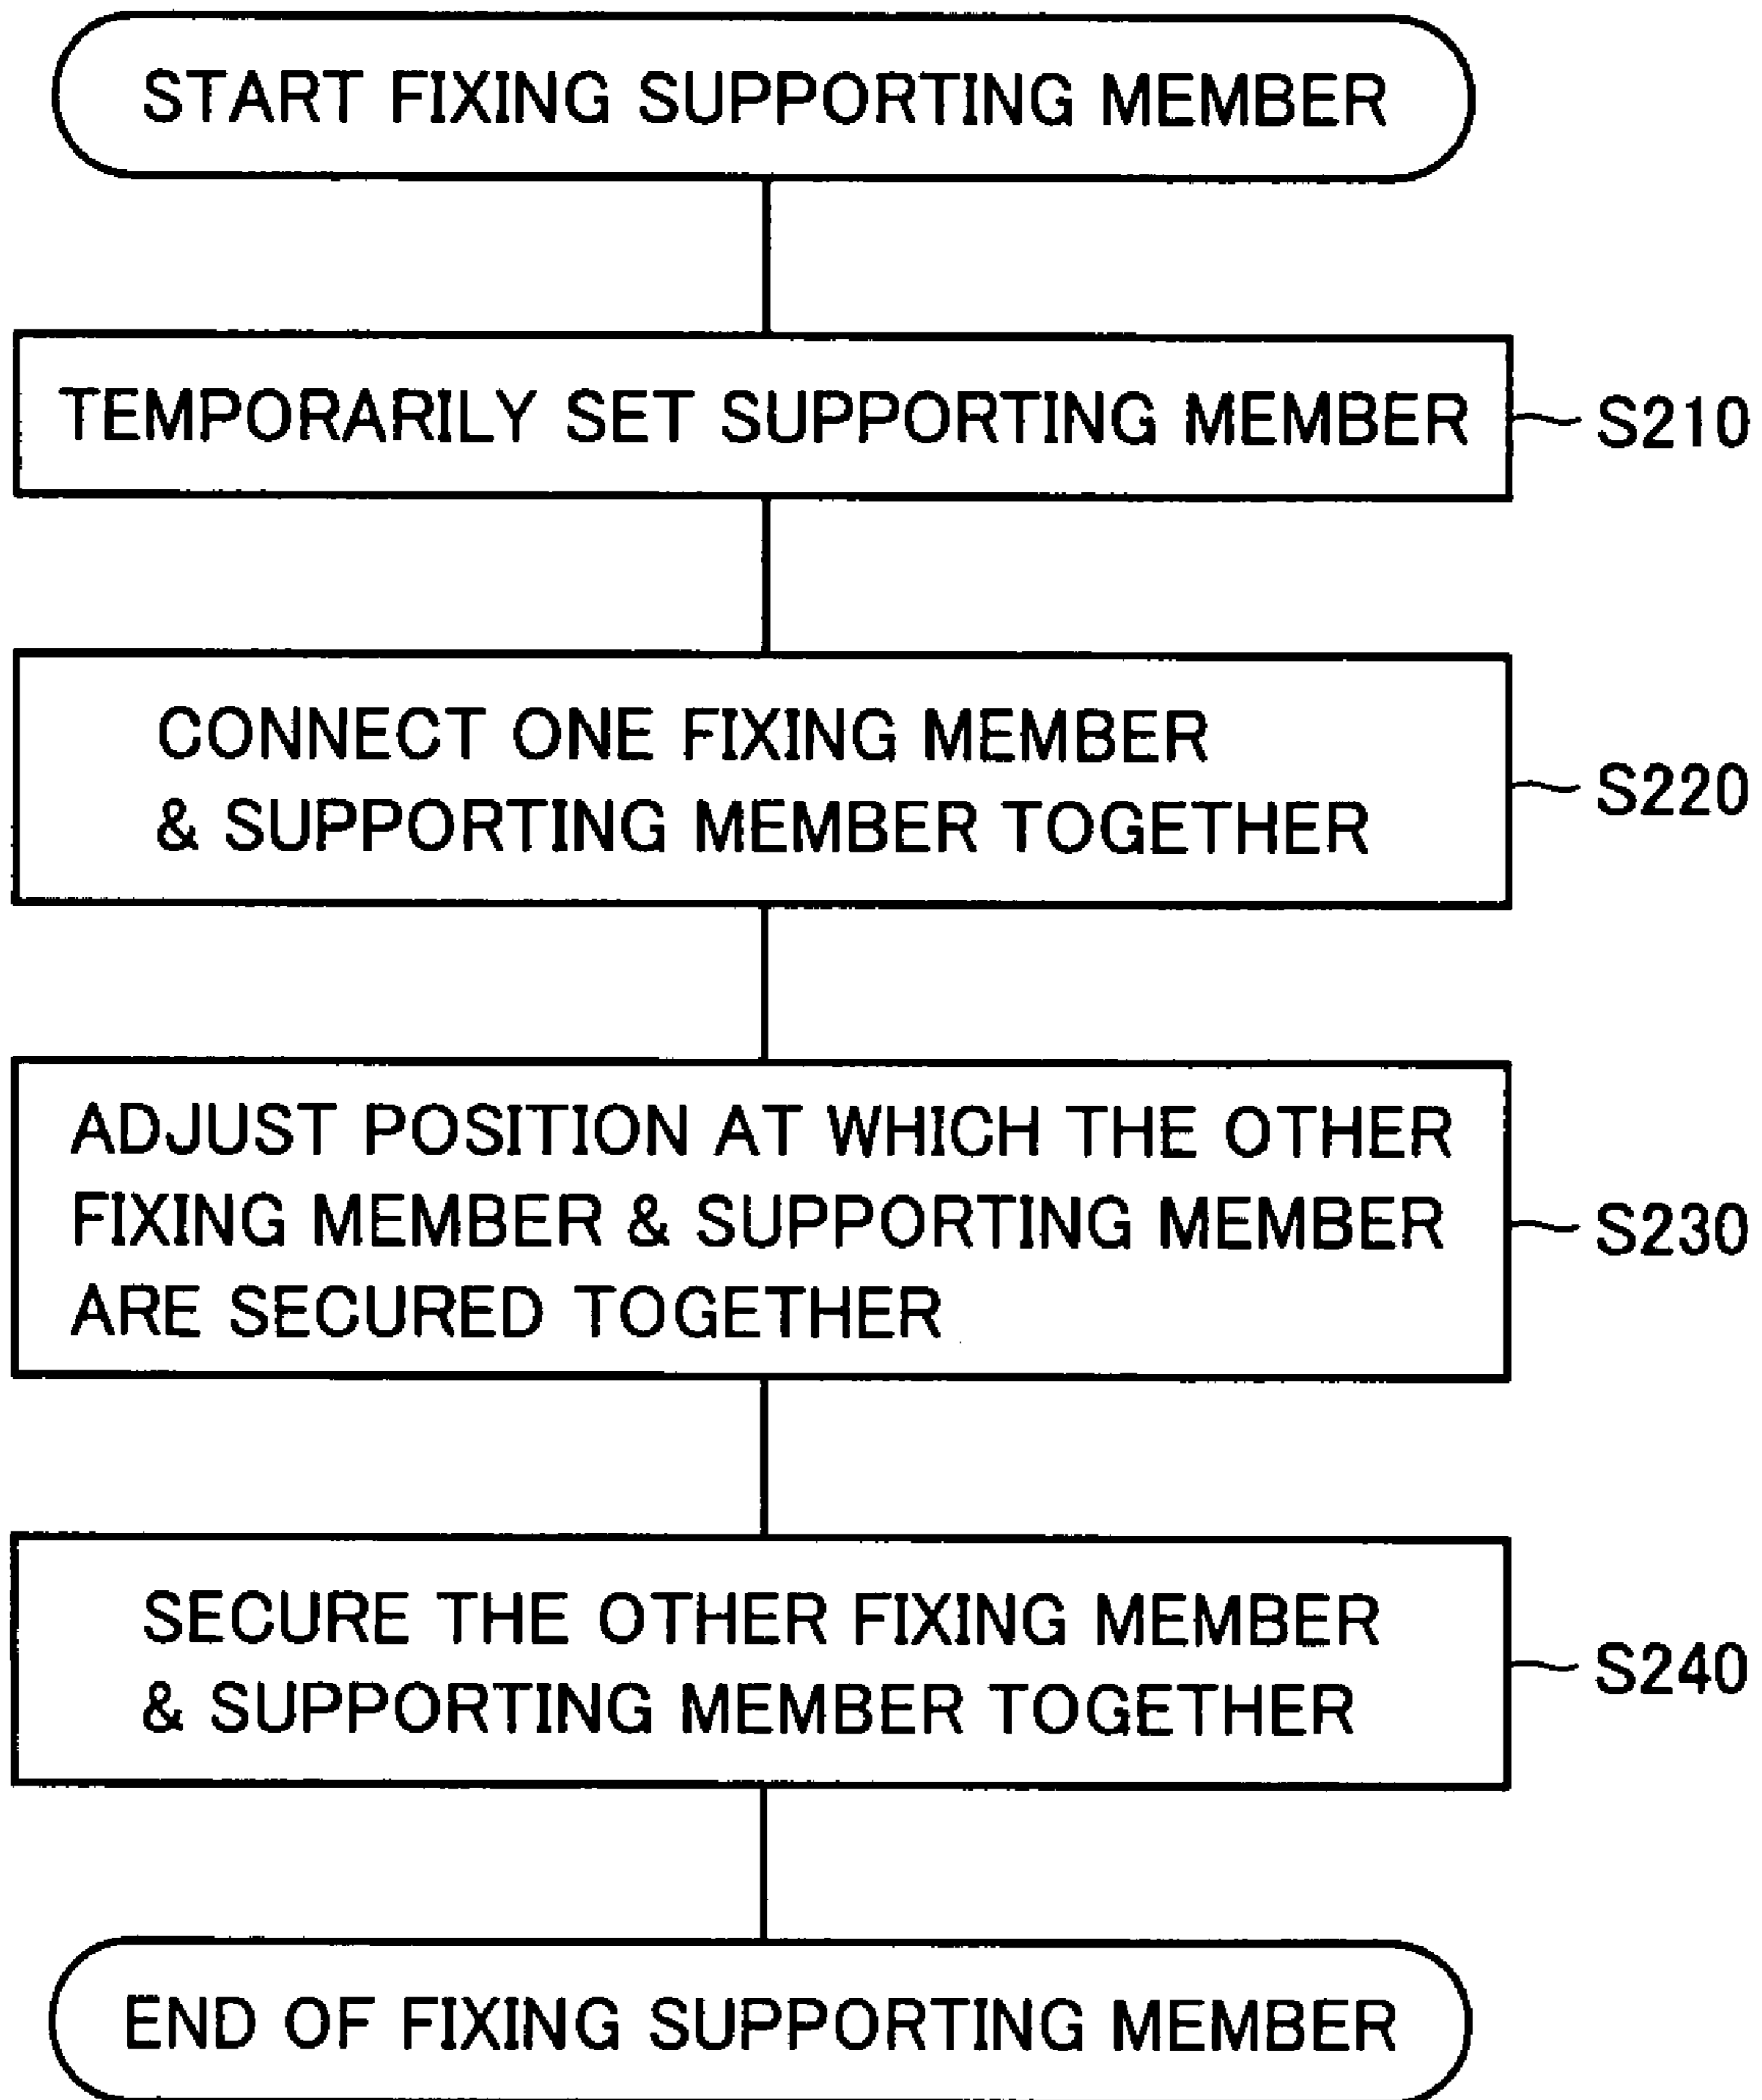 START FIXING SUPPORTING MEMBER
TEMPORARILY SET SUPPORTING MEMBER
S210
CONNECT ONE FIXING MEMBER
& SUPPORTING MEMBER TOGETHER
S220
ADJUST POSITION AT WHICH THE OTHER
FIXING MEMBER & SUPPORTING MEMBER
ARE SECURED TOGETHER
S230
SECURE THE OTHER FIXING MEMBER
& SUPPORTING MEMBER TOGETHER
S240
END OF FIXING SUPPORTING MEMBER